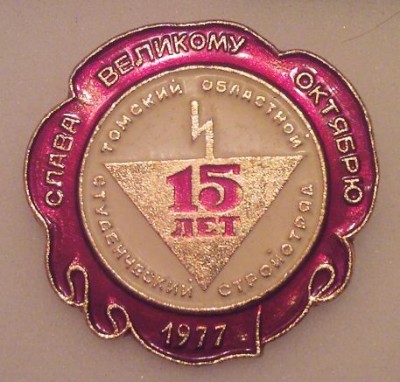 СЛАВА ВЕЛИКОМУ ОКТЯБРЮ
ТОМСКИЙ ОБЛАСТНОЙ
СТУДЕНЧЕСКИЙ СТРОЙОТРЯД
15
ЛЕТ
1977